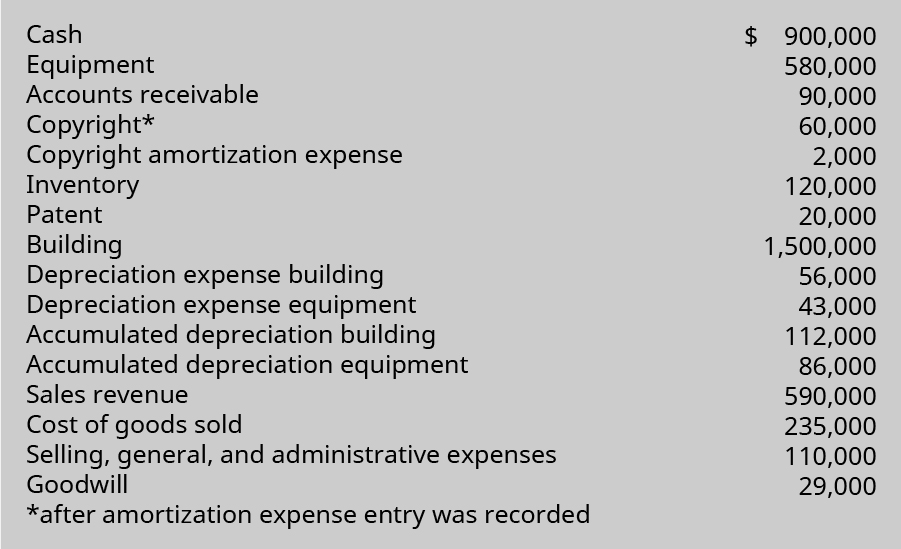 Cash $ 900,000
Equipment 580,000
Accounts receivable 90,000
Copyright* 60,000
Copyright amortization expense 2,000
Inventory 120,000
Patent 20,000
Building 1,500,000
Depreciation expense building 56,000
Depreciation expense equipment 43,000
Accumulated depreciation building 112,000
Accumulated depreciation equipment 86,000
Sales revenue 590,000
Cost of goods sold 235,000
Selling, general, and administrative expenses 110,000
Goodwill 29,000
*after amortization expense entry was recorded